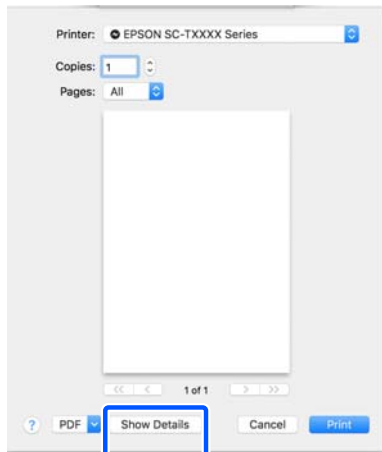 Printer: EPSON SC-TXXXX Series
Copies: 1
Pages: All
<< < 1 of 1 > >>
? PDF Show Details Cancel Print